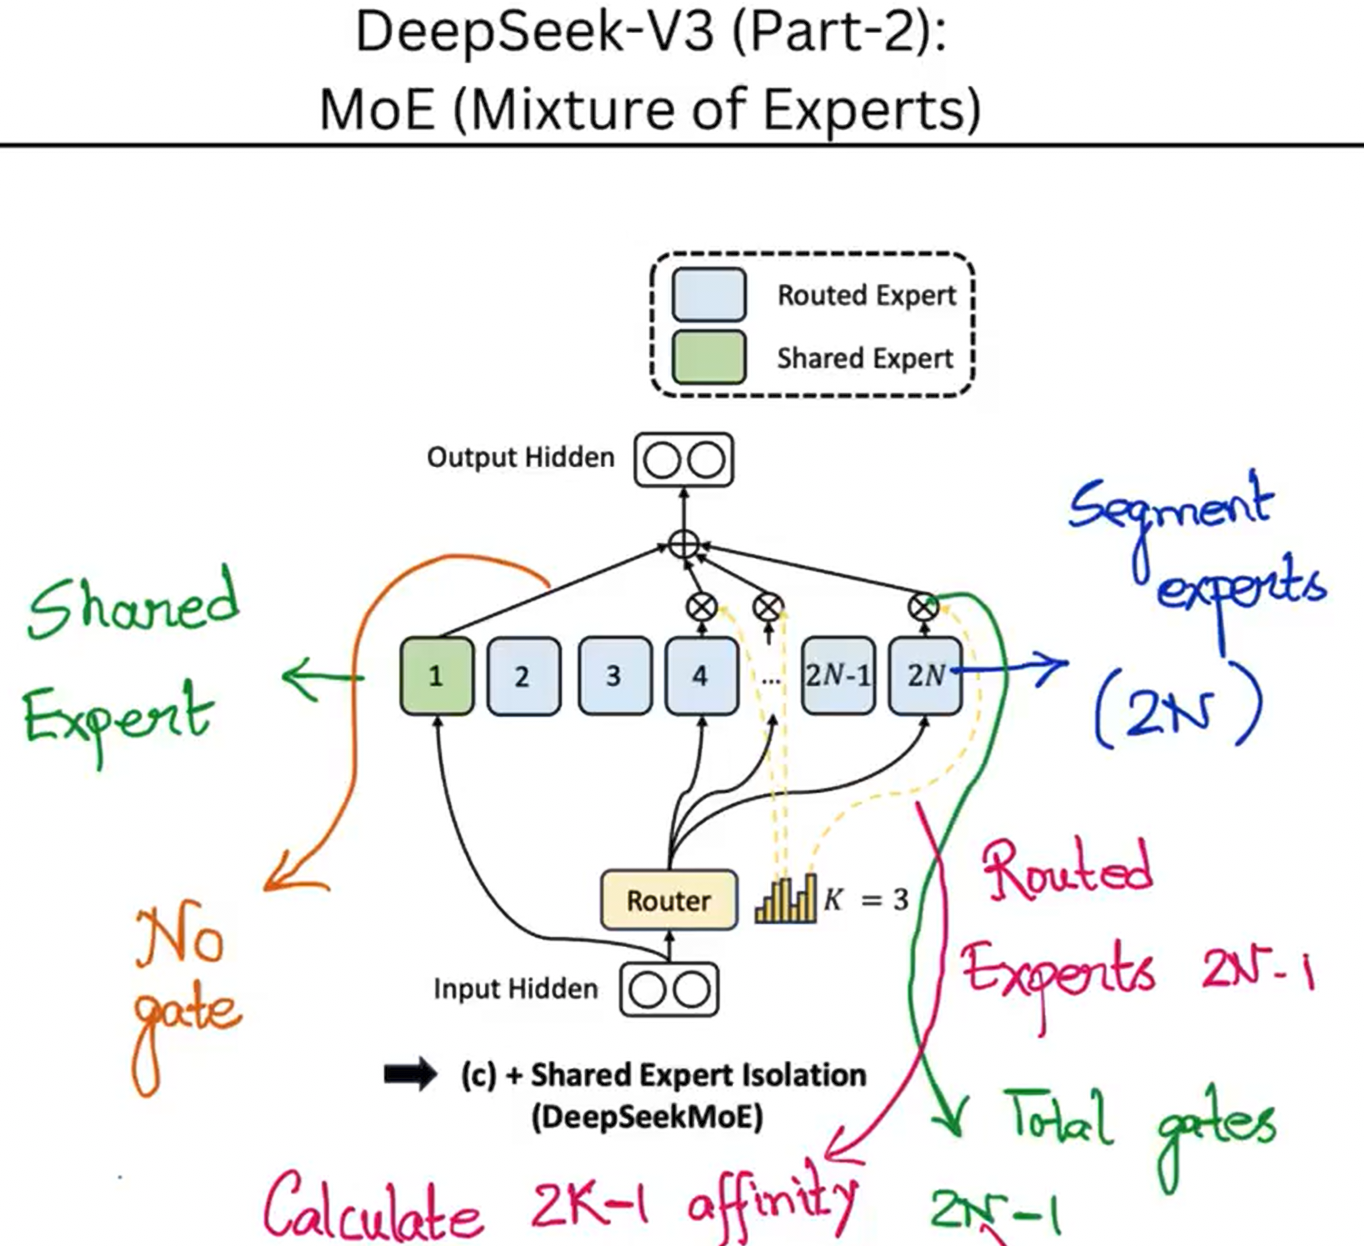 DeepSeek-V3 (Part-2):
MoE (Mixture of Experts)
Routed Expert
Shared Expert
Output Hidden
Segment
experts
(2N)
Shared
Expert
1
2
3
4
...
2N-1
2N
No
gate
Router
K = 3
Routed
Experts 2N-1
Input Hidden
(c) + Shared Expert Isolation
(DeepSeekMoE)
Total gates
2N-1
Calculate 2K-1 affinity